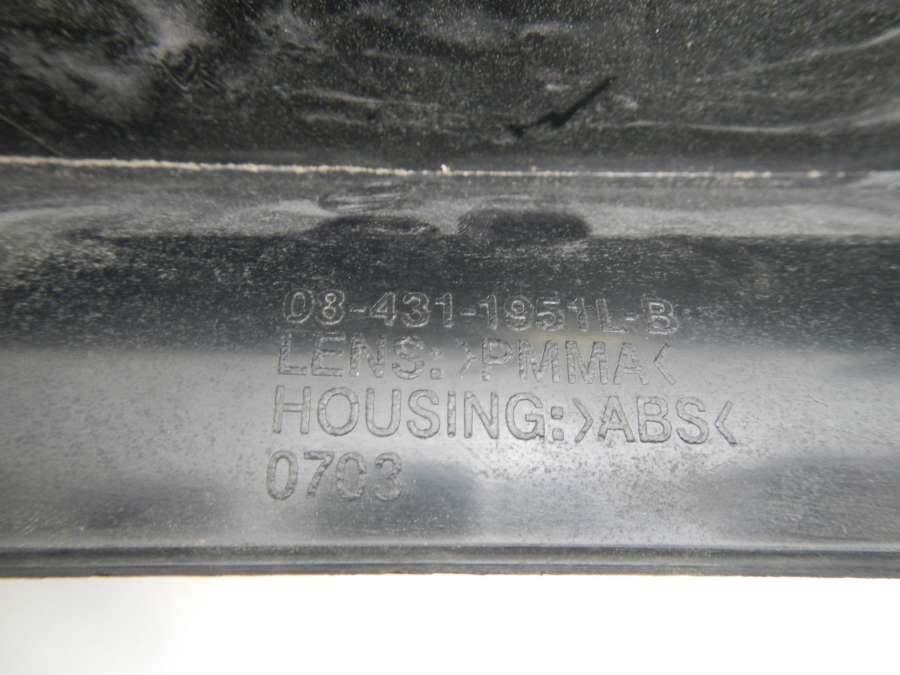 08-431-1951L-B
LENS:>PMMA<
HOUSING:>ABS<
0703